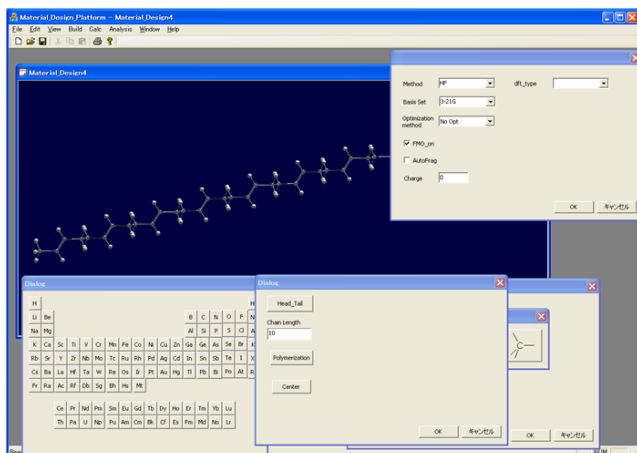 Material_Design_Platform - Material_Design4
File Edit View Build Calc Analysis Window Help
Material_Design4
Method HF dft_type
Basis Set 3-21G
Optimization method No Opt
FMO_on
AutoFrag
Charge 0
OK キャンセル
Dialog
H
Li Be B C N O F
Na Mg Al Si P S Cl
K Ca Sc Ti V Cr Mn Fe Co Ni Cu Zn Ga Ge As Se Br
Rb Sr Y Zr Nb Mo Tc Ru Rh Pd Ag Cd In Sn Sb Te I
Cs Ba La Hf Ta W Re Os Ir Pt Au Hg Tl Pb Bi Po At
Fr Ra Ac Rf Db Sg Bh Hs Mt
Ce Pr Nd Pm Sm Eu Gd Tb Dy Ho Er Tm Yb Lu
Th Pa U Np Pu Am Cm Bk Cf Es Fm Md No Lr
Dialog
Head_Tail
Chain Length
10
Polymerization
Center
OK キャンセル
C
OK キャンセル